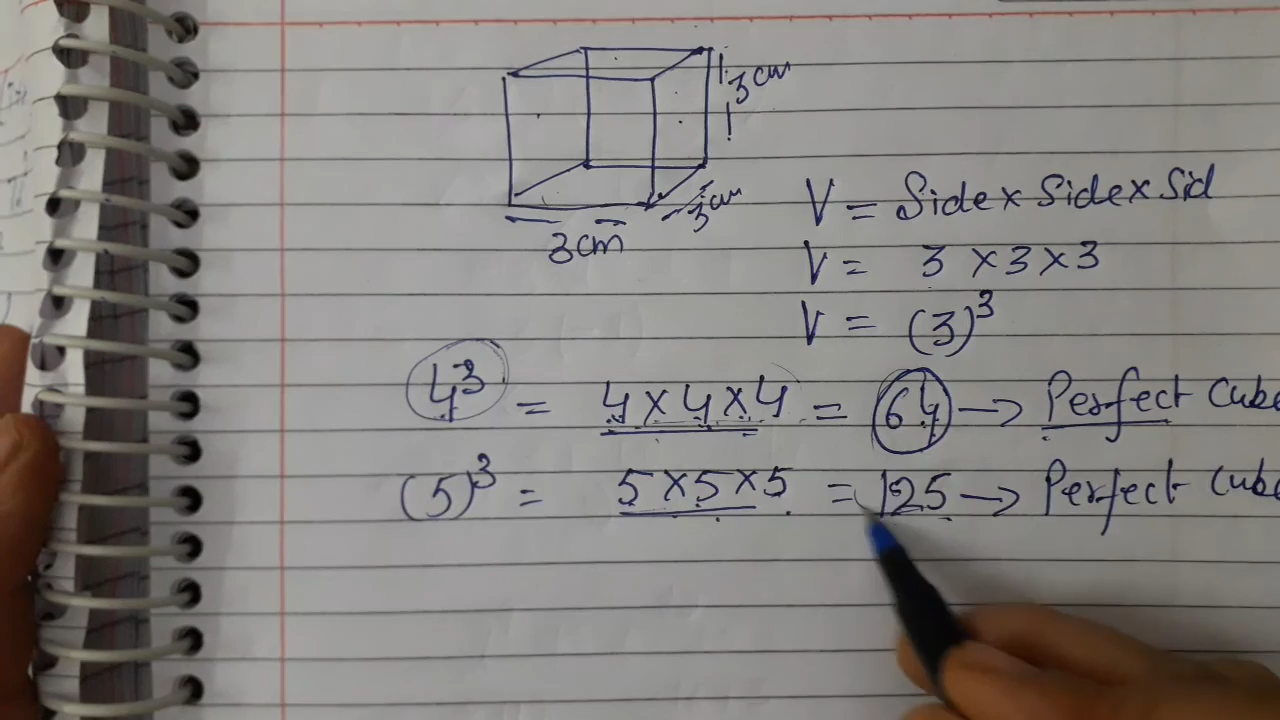 3cm
3cm
3cm
V = Side x Side x Sid
V = 3 x 3 x 3
V = (3)³
4³ = 4 x 4 x 4 = 64 → Perfect Cube
(5)³ = 5 x 5 x 5 = 125 → Perfect Cube